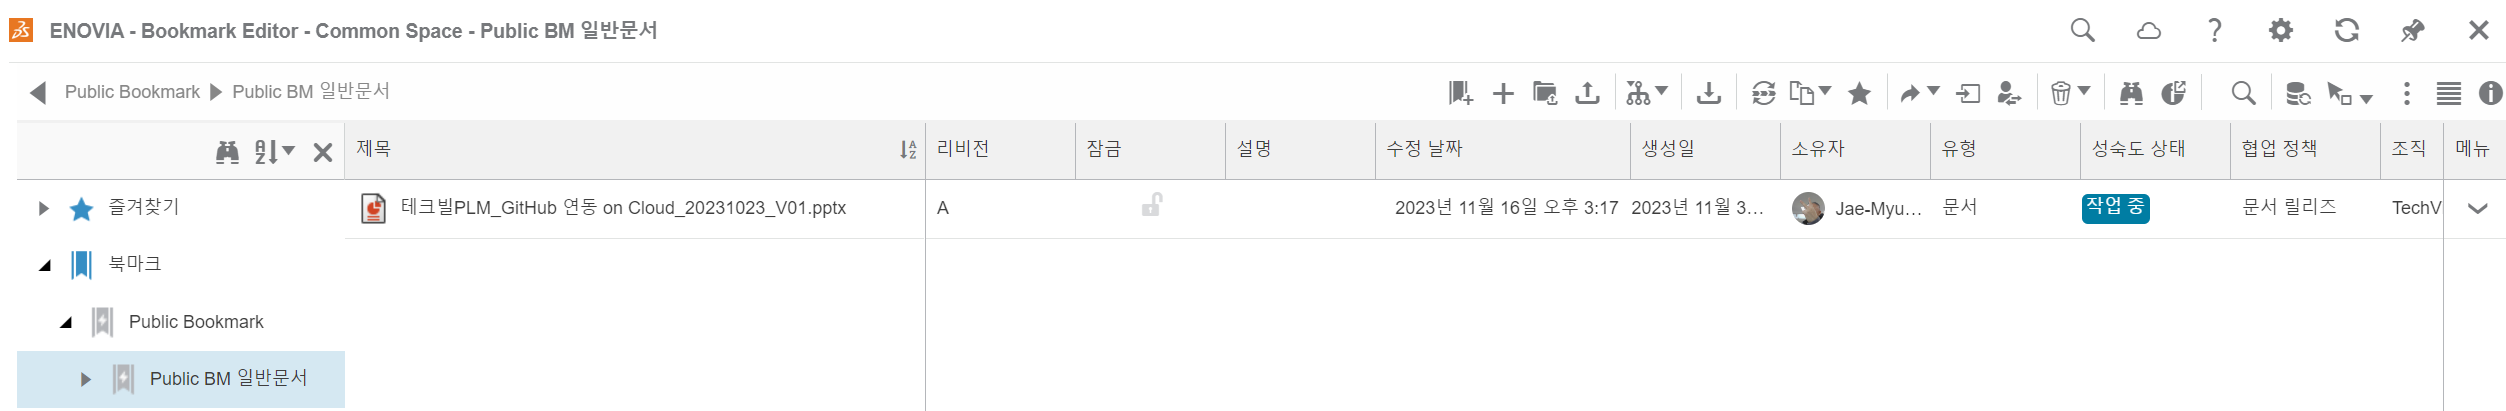 ENOVIA - Bookmark Editor - Common Space - Public BM 일반문서
Public Bookmark ▶ Public BM 일반문서
제목 리비전 잠금 설명 수정 날짜 생성일 소유자 유형 성숙도 상태 협업 정책 조직 메뉴
즐겨찾기
테크빌PLM_GitHub 연동 on Cloud_20231023_V01.pptx A 2023년 11월 16일 오후 3:17 2023년 11월 3... Jae-Myu... 문서 작업 중 문서 릴리즈 TechV
북마크
Public Bookmark
Public BM 일반문서